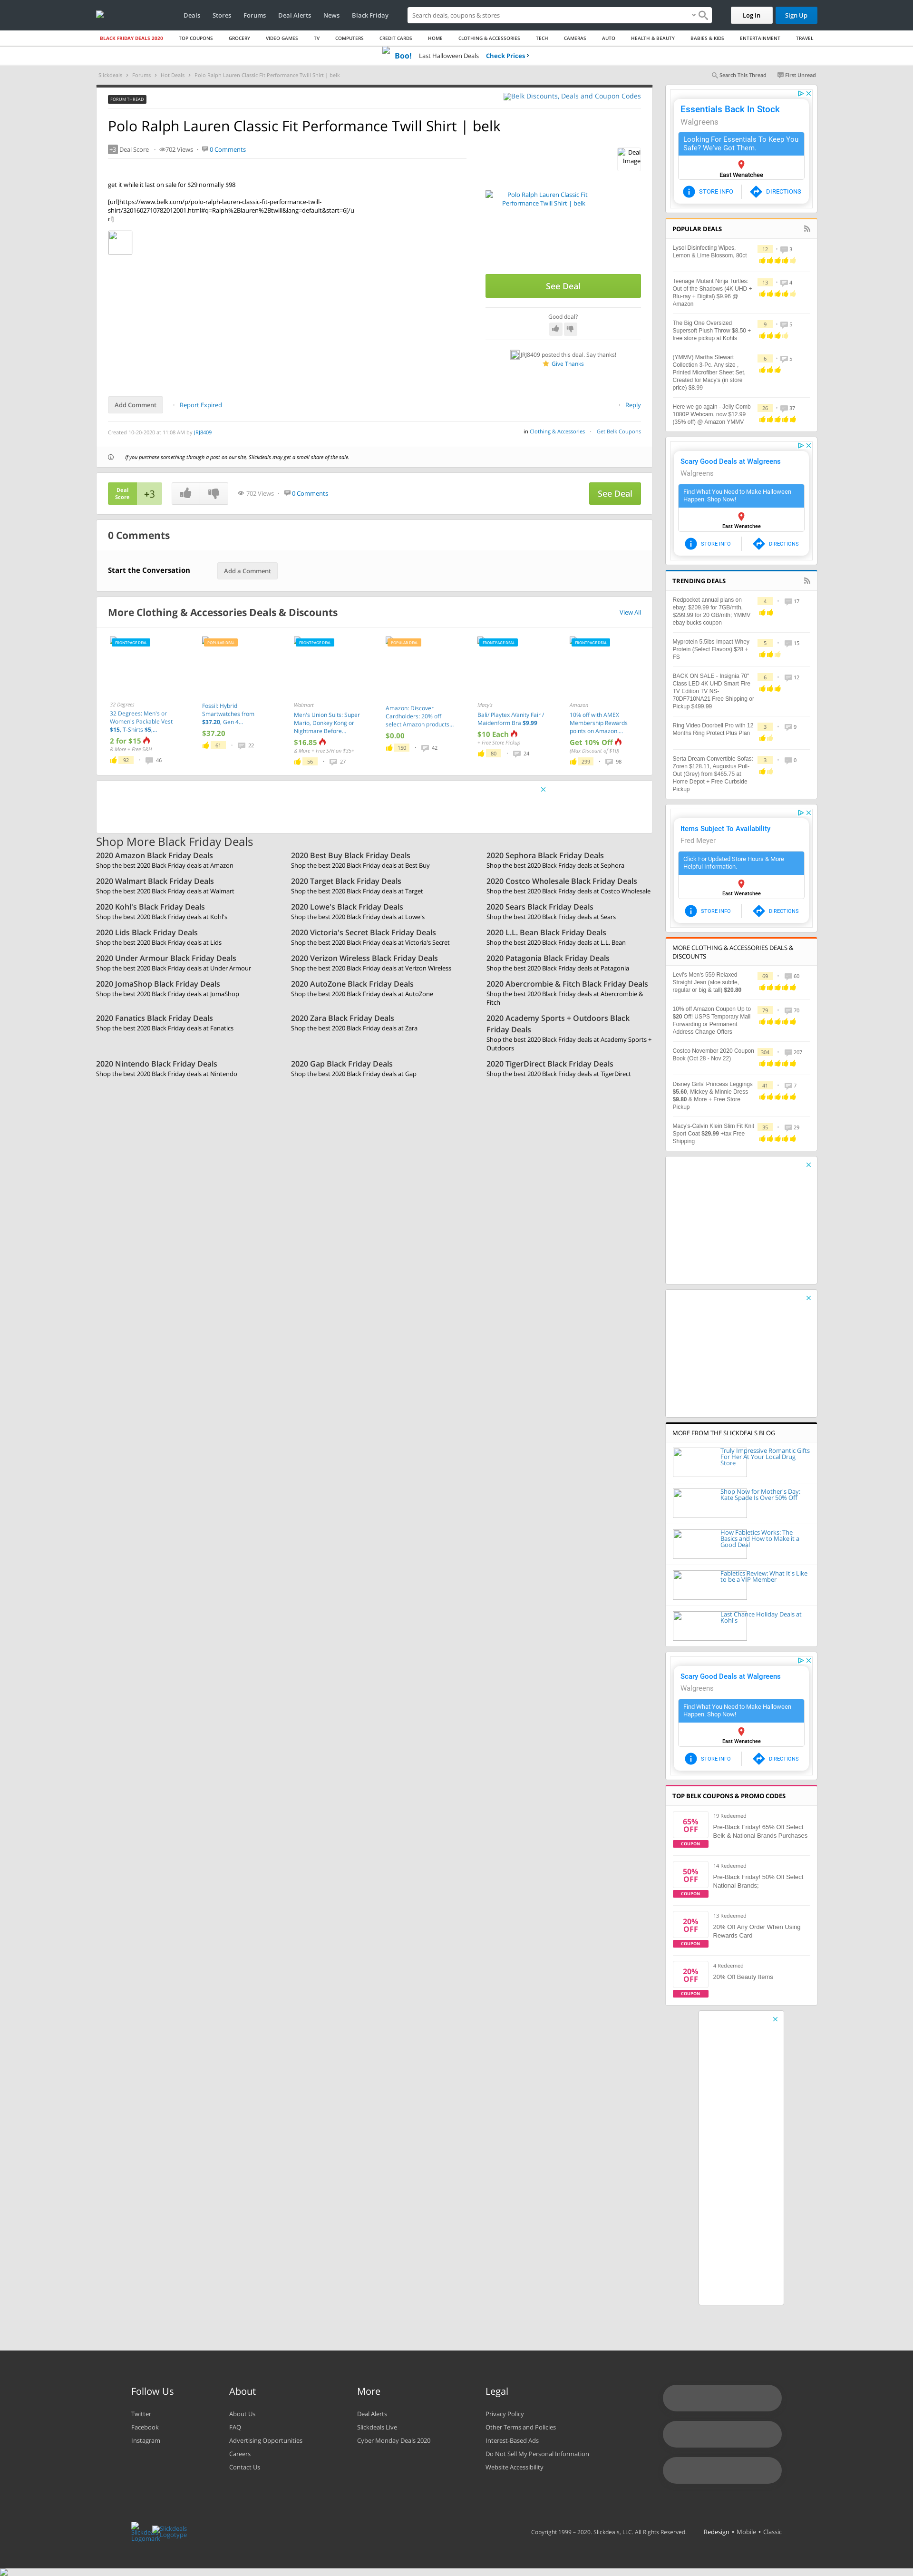 Deals Stores Forums Deal Alerts News Black Friday
Search deals, coupons & stores
Log In Sign Up
BLACK FRIDAY DEALS 2020 TOP COUPONS GROCERY VIDEO GAMES TV COMPUTERS CREDIT CARDS HOME CLOTHING & ACCESSORIES TECH CAMERAS AUTO HEALTH & BEAUTY BABIES & KIDS ENTERTAINMENT TRAVEL
Boo! Last Halloween Deals Check Prices ›
Slickdeals › Forums › Hot Deals › Polo Ralph Lauren Classic Fit Performance Twill Shirt | belk
Search This Thread First Unread
FORUM THREAD
Belk Discounts, Deals and Coupon Codes
Polo Ralph Lauren Classic Fit Performance Twill Shirt | belk
+3 Deal Score • 702 Views • 0 Comments
Deal Image
get it while it last on sale for $29 normally $98
[url]https://www.belk.com/p/polo-ralph-lauren-classic-fit-performance-twill-
shirt/3201602710782012001.html#q=Ralph%2Blauren%2Btwill&lang=default&start=6[/u
rl]
Polo Ralph Lauren Classic Fit
Performance Twill Shirt | belk
See Deal
Good deal?
JRJ8409 posted this deal. Say thanks!
Give Thanks
Add Comment • Report Expired
• Reply
Created 10-20-2020 at 11:08 AM by JRJ8409
in Clothing & Accessories • Get Belk Coupons
If you purchase something through a post on our site, Slickdeals may get a small share of the sale.
Deal
Score
+3
702 Views • 0 Comments
See Deal
0 Comments
Start the Conversation
Add a Comment
More Clothing & Accessories Deals & Discounts
View All
FRONTPAGE DEAL
32 Degrees
32 Degrees: Men's or
Women's Packable Vest
$15, T-Shirts $5,...
2 for $15
& More + Free S&H
92 • 46
POPULAR DEAL
Fossil: Hybrid
Smartwatches from
$37.20, Gen 4...
$37.20
61 • 22
FRONTPAGE DEAL
Walmart
Men's Union Suits: Super
Mario, Donkey Kong or
Nightmare Before...
$16.85
& More + Free S/H on $35+
56 • 27
POPULAR DEAL
Amazon: Discover
Cardholders: 20% off
select Amazon products...
$0.00
150 • 42
FRONTPAGE DEAL
Macy's
Bali/ Playtex /Vanity Fair /
Maidenform Bra $9.99
$10 Each
+ Free Store Pickup
80 • 24
FRONTPAGE DEAL
Amazon
10% off with AMEX
Membership Rewards
points on Amazon....
Get 10% Off
(Max Discount of $10)
299 • 98
Shop More Black Friday Deals
2020 Amazon Black Friday Deals
Shop the best 2020 Black Friday deals at Amazon
2020 Best Buy Black Friday Deals
Shop the best 2020 Black Friday deals at Best Buy
2020 Sephora Black Friday Deals
Shop the best 2020 Black Friday deals at Sephora
2020 Walmart Black Friday Deals
Shop the best 2020 Black Friday deals at Walmart
2020 Target Black Friday Deals
Shop the best 2020 Black Friday deals at Target
2020 Costco Wholesale Black Friday Deals
Shop the best 2020 Black Friday deals at Costco Wholesale
2020 Kohl's Black Friday Deals
Shop the best 2020 Black Friday deals at Kohl's
2020 Lowe's Black Friday Deals
Shop the best 2020 Black Friday deals at Lowe's
2020 Sears Black Friday Deals
Shop the best 2020 Black Friday deals at Sears
2020 Lids Black Friday Deals
Shop the best 2020 Black Friday deals at Lids
2020 Victoria's Secret Black Friday Deals
Shop the best 2020 Black Friday deals at Victoria's Secret
2020 L.L. Bean Black Friday Deals
Shop the best 2020 Black Friday deals at L.L. Bean
2020 Under Armour Black Friday Deals
Shop the best 2020 Black Friday deals at Under Armour
2020 Verizon Wireless Black Friday Deals
Shop the best 2020 Black Friday deals at Verizon Wireless
2020 Patagonia Black Friday Deals
Shop the best 2020 Black Friday deals at Patagonia
2020 JomaShop Black Friday Deals
Shop the best 2020 Black Friday deals at JomaShop
2020 AutoZone Black Friday Deals
Shop the best 2020 Black Friday deals at AutoZone
2020 Abercrombie & Fitch Black Friday Deals
Shop the best 2020 Black Friday deals at Abercrombie &
Fitch
2020 Fanatics Black Friday Deals
Shop the best 2020 Black Friday deals at Fanatics
2020 Zara Black Friday Deals
Shop the best 2020 Black Friday deals at Zara
2020 Academy Sports + Outdoors Black
Friday Deals
Shop the best 2020 Black Friday deals at Academy Sports +
Outdoors
2020 Nintendo Black Friday Deals
Shop the best 2020 Black Friday deals at Nintendo
2020 Gap Black Friday Deals
Shop the best 2020 Black Friday deals at Gap
2020 TigerDirect Black Friday Deals
Shop the best 2020 Black Friday deals at TigerDirect
Essentials Back In Stock
Walgreens
Looking For Essentials To Keep You
Safe? We've Got Them.
East Wenatchee
STORE INFO DIRECTIONS
POPULAR DEALS
Lysol Disinfecting Wipes,
Lemon & Lime Blossom, 80ct
12 • 3
Teenage Mutant Ninja Turtles:
Out of the Shadows (4K UHD +
Blu-ray + Digital) $9.96 @
Amazon
13 • 4
The Big One Oversized
Supersoft Plush Throw $8.50 +
free store pickup at Kohls
9 • 5
(YMMV) Martha Stewart
Collection 3-Pc. Any size ,
Printed Microfiber Sheet Set,
Created for Macy's (in store
price) $8.99
6 • 5
Here we go again - Jelly Comb
1080P Webcam, now $12.99
(35% off) @ Amazon YMMV
26 • 37
Scary Good Deals at Walgreens
Walgreens
Find What You Need to Make Halloween
Happen. Shop Now!
East Wenatchee
STORE INFO DIRECTIONS
TRENDING DEALS
Redpocket annual plans on
ebay; $209.99 for 7GB/mth,
$299.99 for 20 GB/mth; YMMV
ebay bucks coupon
4 • 17
Myprotein 5.5lbs Impact Whey
Protein (Select Flavors) $28 +
FS
5 • 15
BACK ON SALE - Insignia 70"
Class LED 4K UHD Smart Fire
TV Edition TV NS-
70DF710NA21 Free Shipping or
Pickup $499.99
6 • 12
Ring Video Doorbell Pro with 12
Months Ring Protect Plus Plan
3 • 9
Serta Dream Convertible Sofas:
Zoren $128.11, Augustus Pull-
Out (Grey) from $465.75 at
Home Depot + Free Curbside
Pickup
3 • 0
Items Subject To Availability
Fred Meyer
Click For Updated Store Hours & More
Helpful Information.
East Wenatchee
STORE INFO DIRECTIONS
MORE CLOTHING & ACCESSORIES DEALS &
DISCOUNTS
Levi's Men's 559 Relaxed
Straight Jean (aloe subtle,
regular or big & tall) $20.80
69 • 60
10% off Amazon Coupon Up to
$20 Off! USPS Temporary Mail
Forwarding or Permanent
Address Change Offers
79 • 70
Costco November 2020 Coupon
Book (Oct 28 - Nov 22)
304 • 207
Disney Girls' Princess Leggings
$5.60, Mickey & Minnie Dress
$9.80 & More + Free Store
Pickup
41 • 7
Macy's-Calvin Klein Slim Fit Knit
Sport Coat $29.99 +tax Free
Shipping
35 • 29
MORE FROM THE SLICKDEALS BLOG
Truly Impressive Romantic Gifts
For Her At Your Local Drug
Store
Shop Now for Mother's Day:
Kate Spade Is Over 50% Off
How Fabletics Works: The
Basics and How to Make it a
Good Deal
Fabletics Review: What It's Like
to be a VIP Member
Last Chance Holiday Deals at
Kohl's
Scary Good Deals at Walgreens
Walgreens
Find What You Need to Make Halloween
Happen. Shop Now!
East Wenatchee
STORE INFO DIRECTIONS
TOP BELK COUPONS & PROMO CODES
65%
OFF
COUPON
19 Redeemed
Pre-Black Friday! 65% Off Select
Belk & National Brands Purchases
50%
OFF
COUPON
14 Redeemed
Pre-Black Friday! 50% Off Select
National Brands:
20%
OFF
COUPON
13 Redeemed
20% Off Any Order When Using
Rewards Card
20%
OFF
COUPON
4 Redeemed
20% Off Beauty Items
Follow Us
Twitter
Facebook
Instagram
About
About Us
FAQ
Advertising Opportunities
Careers
Contact Us
More
Deal Alerts
Slickdeals Live
Cyber Monday Deals 2020
Legal
Privacy Policy
Other Terms and Policies
Interest-Based Ads
Do Not Sell My Personal Information
Website Accessibility
Slickdeals
Logomark
Slickdeals
Logotype
Copyright 1999 – 2020. Slickdeals, LLC. All Rights Reserved. Redesign • Mobile • Classic